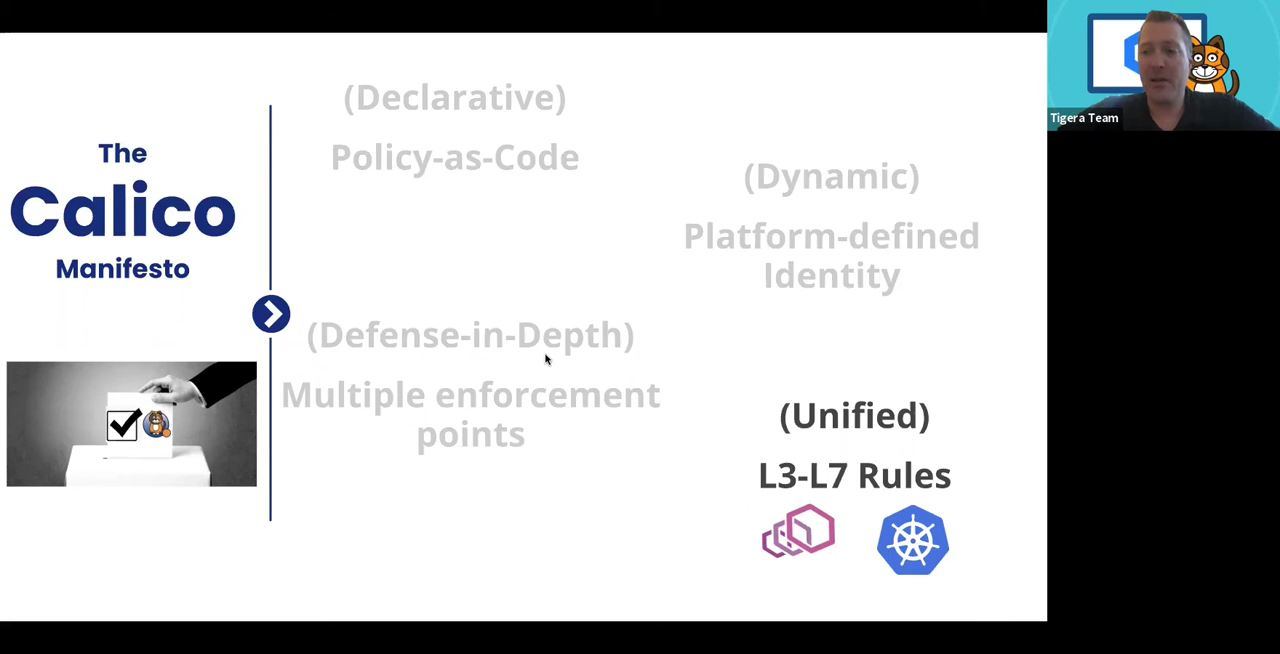 The
Calico
Manifesto
(Declarative)
Policy-as-Code
(Dynamic)
Platform-defined
Identity
(Defense-in-Depth)
Multiple enforcement
points
(Unified)
L3-L7 Rules
Tigera Team